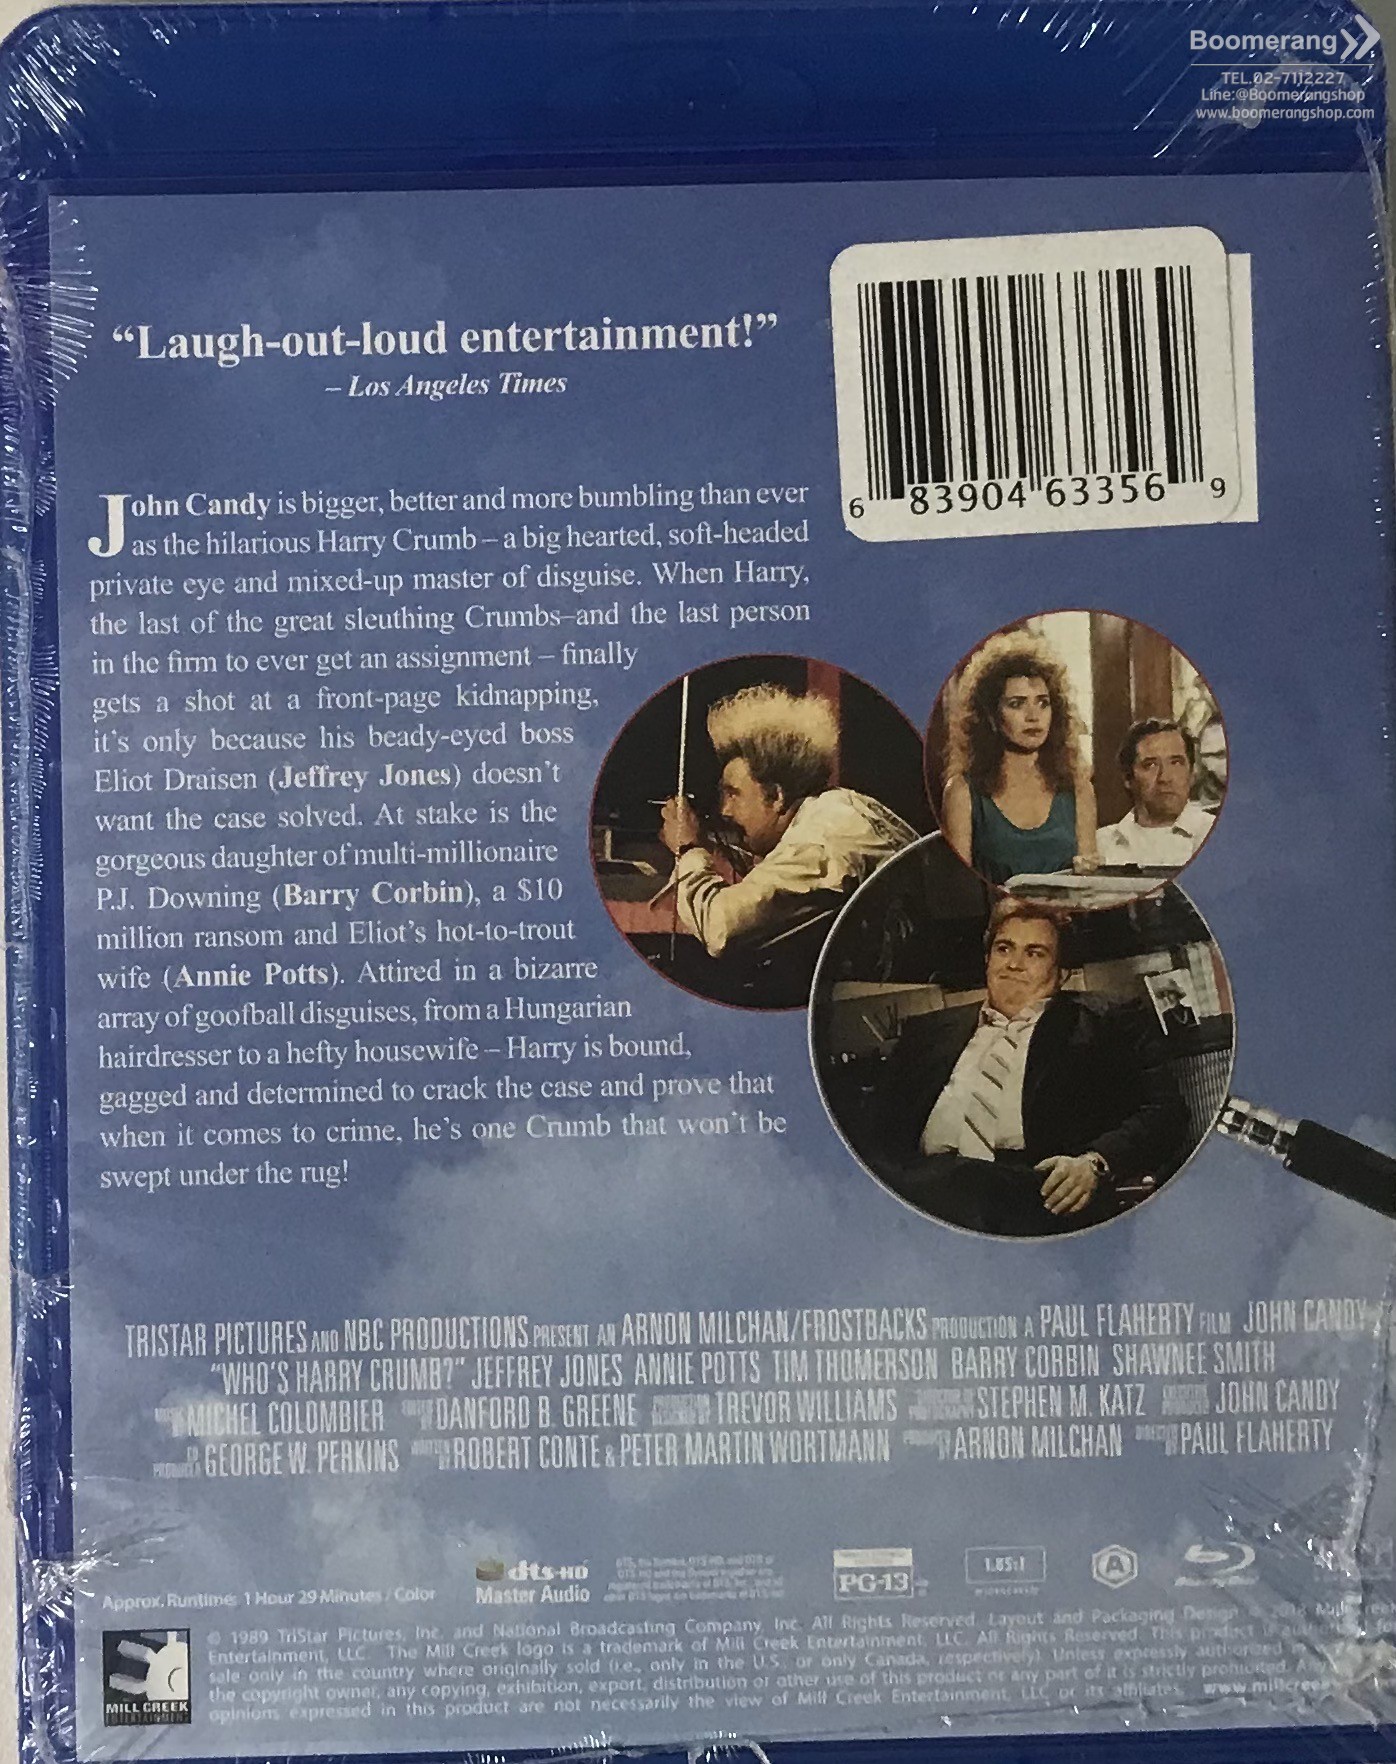 Boomerang
TEL.02-7112227
Line:@Boomerangshop
www.boomerangshop.com
“Laugh-out-loud entertainment!”
– Los Angeles Times
6 83904 63356 9
John Candy is bigger, better and more bumbling than ever
as the hilarious Harry Crumb – a big hearted, soft-headed
private eye and mixed-up master of disguise. When Harry,
the last of the great sleuthing Crumbs–and the last person
in the firm to ever get an assignment – finally
gets a shot at a front-page kidnapping,
it's only because his beady-eyed boss
Eliot Draisen (Jeffrey Jones) doesn't
want the case solved. At stake is the
gorgeous daughter of multi-millionaire
P.J. Downing (Barry Corbin), a $10
million ransom and Eliot's hot-to-trout
wife (Annie Potts). Attired in a bizarre
array of goofball disguises, from a Hungarian
hairdresser to a hefty housewife – Harry is bound,
gagged and determined to crack the case and prove that
when it comes to crime, he's one Crumb that won't be
swept under the rug!
TRISTAR PICTURES AND NBC PRODUCTIONS PRESENT AN ARNON MILCHAN/FROSTBACKS PRODUCTION A PAUL FLAHERTY FILM JOHN CANDY
“WHO'S HARRY CRUMB?” JEFFREY JONES ANNIE POTTS TIM THOMERSON BARRY CORBIN SHAWNEE SMITH
MICHEL COLOMBIER DANFORD B. GREENE TREVOR WILLIAMS STEPHEN M. KATZ JOHN CANDY
CO PRODUCER GEORGE W. PERKINS ROBERT CONTE & PETER MARTIN WORTMANN ARNON MILCHAN PAUL FLAHERTY
Approx. Runtime: 1 Hour 29 Minutes / Color
dts-HD
Master Audio
PG-13
1.85:1
WIDESCREEN
A
© 1989 TriStar Pictures, Inc. and National Broadcasting Company, Inc. All Rights Reserved. Layout and Packaging Design © 2018 Mill
Entertainment, LLC. The Mill Creek logo is a trademark of Mill Creek Entertainment, LLC. All Rights Reserved. This product is
sale only in the country where originally sold (i.e., only in the U.S. or only Canada, respectively). Unless expressly authorized
the copyright owner, any copying, exhibition, export, distribution or other use of this product or any part of it is strictly prohibited.
opinions expressed in this product are not necessarily the view of Mill Creek Entertainment, LLC or its affiliates.
MILL CREEK
ENTERTAINMENT